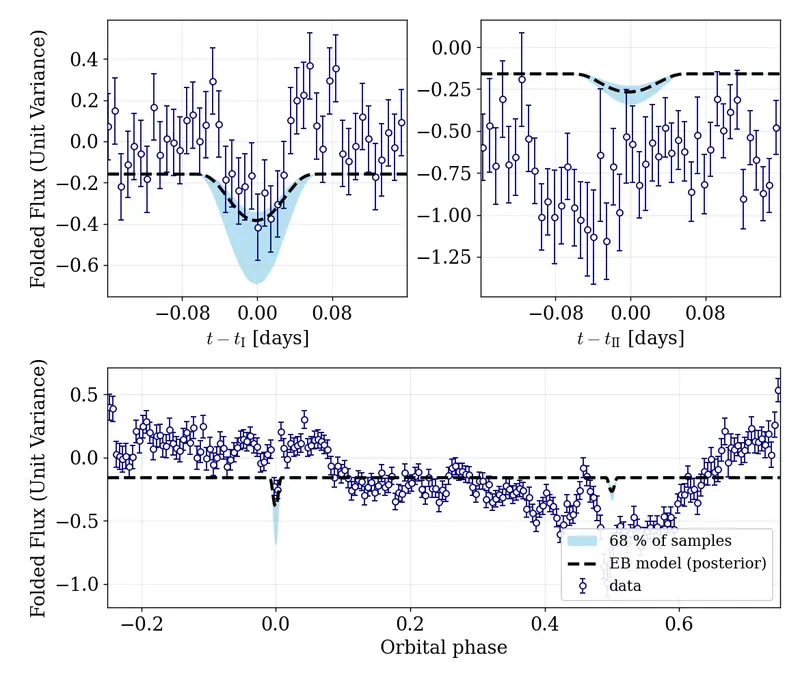 Folded Flux (Unit Variance)
0.4
0.2
0.0
−0.2
−0.4
−0.6
−0.08 0.00 0.08
t − tI [days]
0.00
−0.25
−0.50
−0.75
−1.00
−1.25
−0.08 0.00 0.08
t − tII [days]
Folded Flux (Unit Variance)
0.5
0.0
−0.5
−1.0
68 % of samples
EB model (posterior)
data
−0.2 0.0 0.2 0.4 0.6
Orbital phase